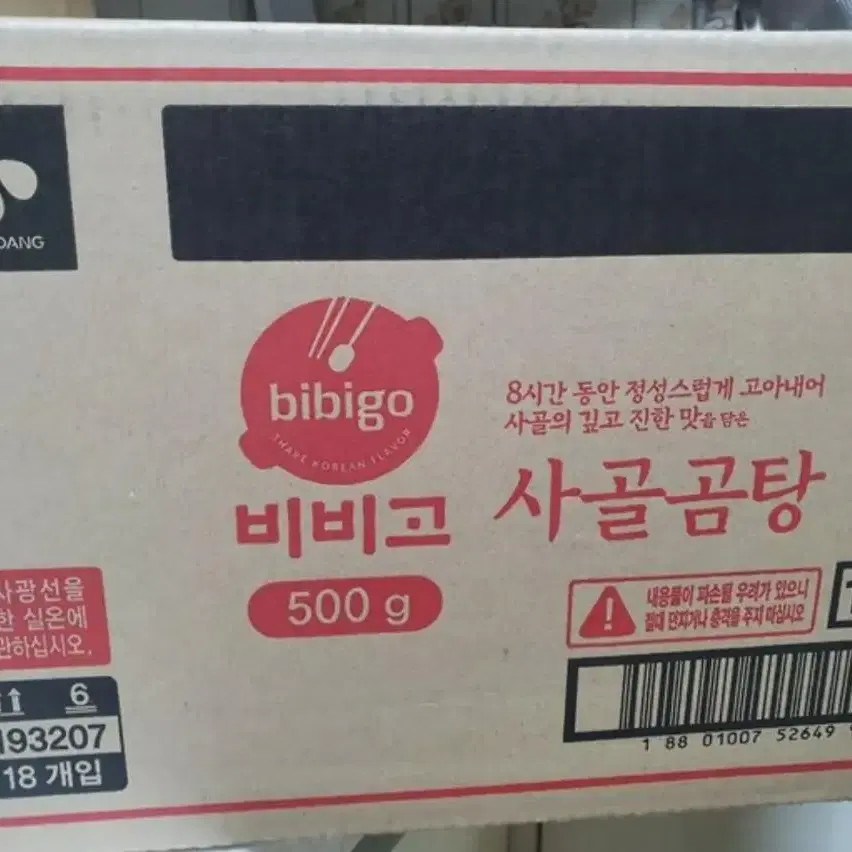 DANG
bibigo
SHARE KOREAN FLAVOR
비비고
500 g
8시간 동안 정성스럽게 고아내어
사골의 깊고 진한 맛을 담은
사골곰탕
내용물이 파손될 우려가 있으니
절대 던지거나 충격을 주지 마십시오
사광선을
한 실온에
관하십시오.
6
193207
18 개입
1 88 01007 52649